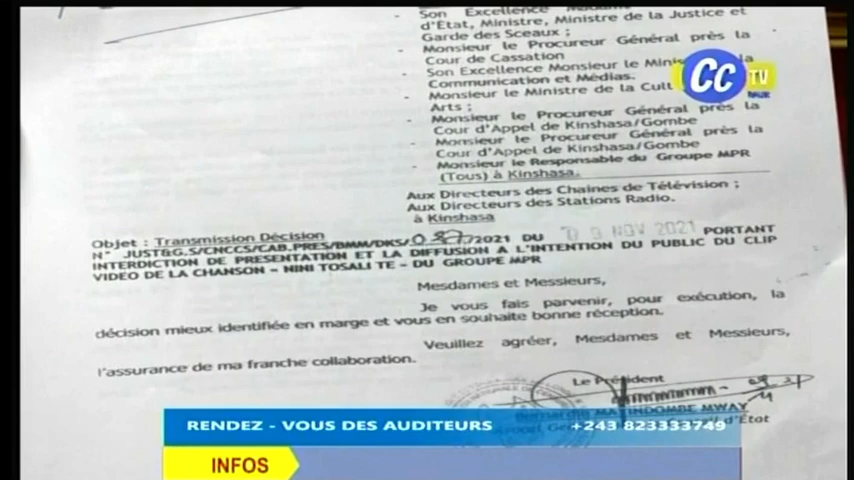 Son Excellence Madame
d'État, Ministre, Ministre de la Justice et
Garde des Sceaux ;
- Monsieur le Procureur Général près la
Cour de Cassation
- Son Excellence Monsieur le la
Communication et Médias.
- Monsieur le Ministre de la
Arts ;
- Monsieur le Procureur Général près la
Cour d'Appel de Kinshasa/Gombe
- Monsieur le Procureur Général près la
Cour d'Appel de Kinshasa/Gombe
- Monsieur le Responsable du Groupe MPR
(Tous) à Kinshasa.
Aux Directeurs des Chaines de Télévision ;
Aux Directeurs des Stations Radio.
à Kinshasa
Objet : Transmission Décision
N° JUST&G.S/CNCCS/CAB.PRES/BMM/DKS/037/2021 DU NOV 2021 PORTANT
INTERDICTION DE PRESENTATION ET LA DIFFUSION A L'INTENTION DU PUBLIC DU CLIP
VIDEO DE LA CHANSON – NINI TOSALI TE – DU GROUPE MPR
Mesdames et Messieurs,
Je vous fais parvenir, pour exécution, la
décision mieux identifiée en marge et vous en souhaite bonne réception.
Veuillez agréer, Mesdames et Messieurs,
l'assurance de ma franche collaboration.
Le Président
MWAY
d'État
CC TV
RENDEZ - VOUS DES AUDITEURS +243 823333749
INFOS